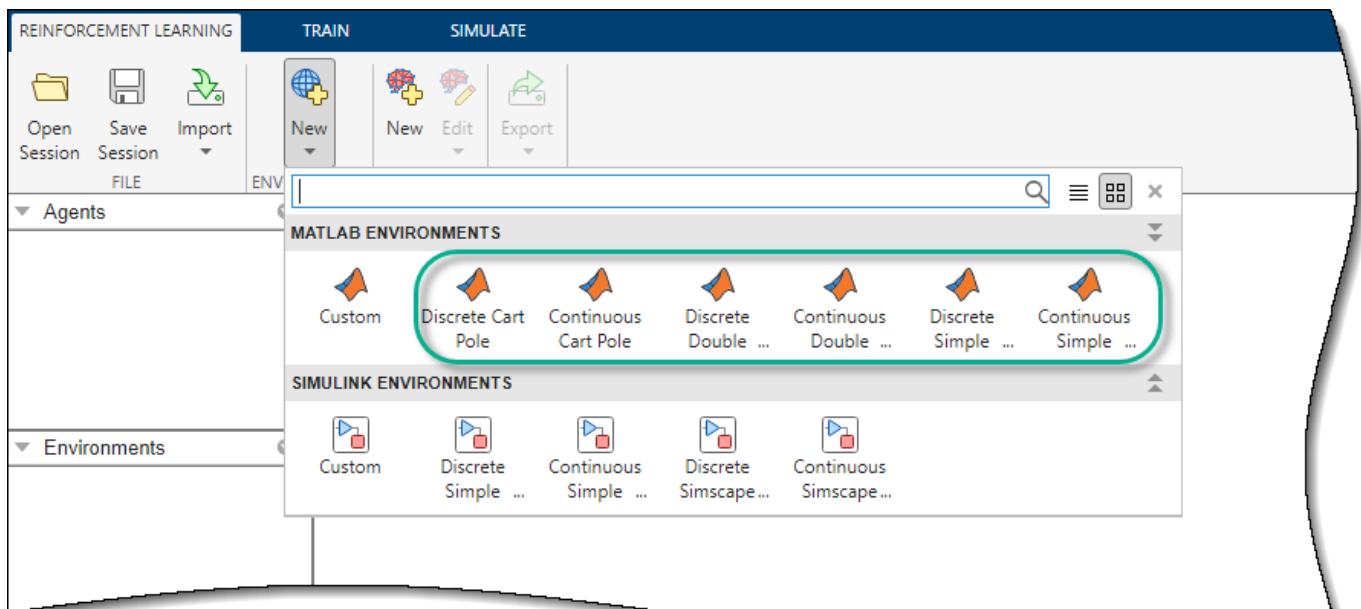 REINFORCEMENT LEARNING TRAIN SIMULATE
Open Save Import New New Edit Export
Session Session
FILE ENV
Agents
MATLAB ENVIRONMENTS
Custom Discrete Cart Continuous Discrete Continuous Discrete Continuous
Pole Cart Pole Double ... Double ... Simple ... Simple ...
SIMULINK ENVIRONMENTS
Environments
Custom Discrete Continuous Discrete Continuous
Simple ... Simple ... Simscape... Simscape...